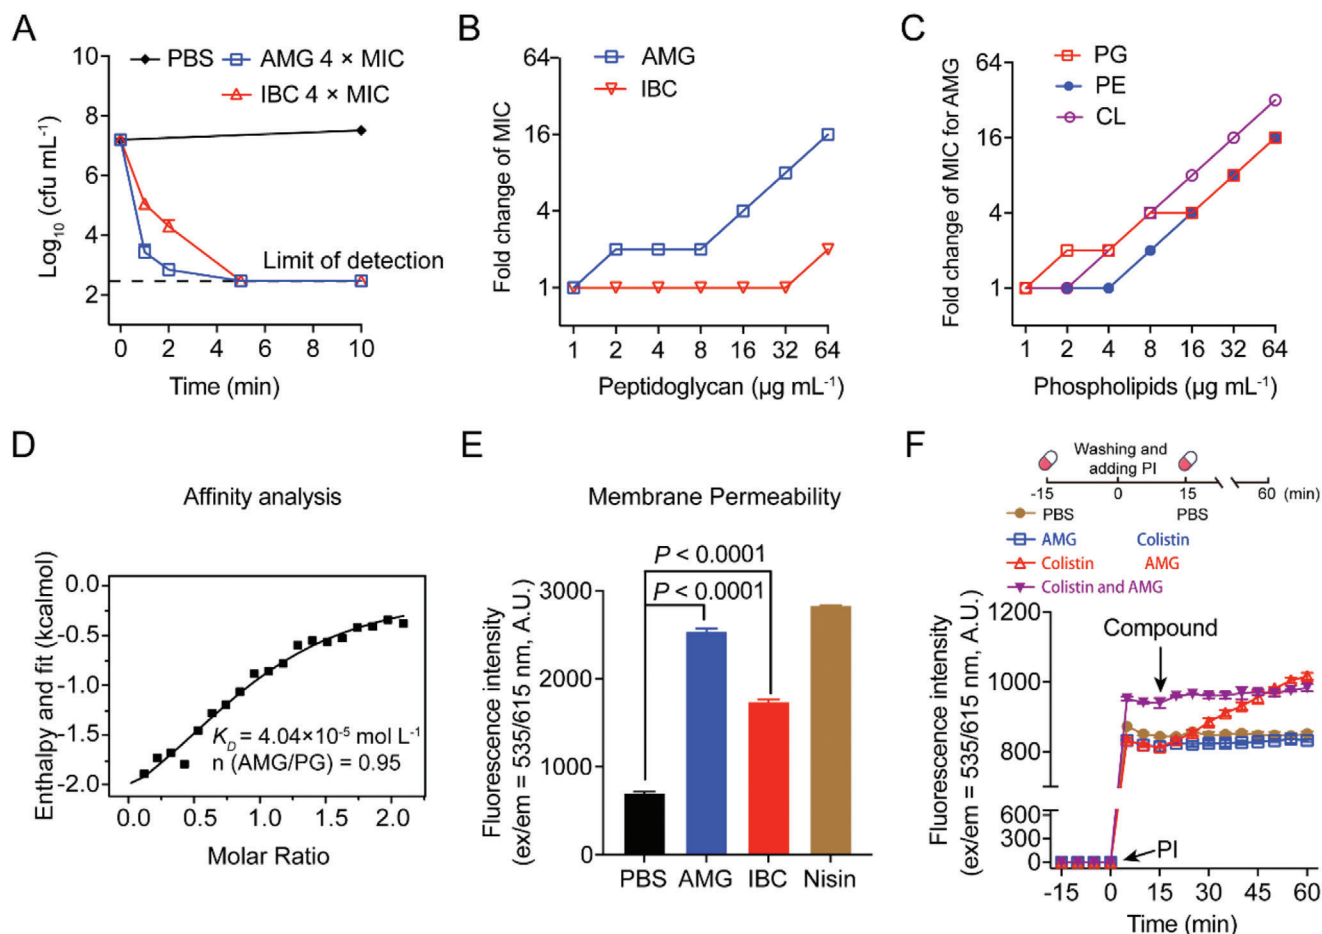 A
10
8
6
4
2
Log10 (cfu mL-1)
PBS
AMG 4 × MIC
IBC 4 × MIC
Limit of detection
0 2 4 6 8 10
Time (min)
B
64
16
4
1
Fold change of MIC
AMG
IBC
1 2 4 8 16 32 64
Peptidoglycan (µg mL-1)
C
64
16
4
1
Fold change of MIC for AMG
PG
PE
CL
1 2 4 8 16 32 64
Phospholipids (µg mL-1)
D
Affinity analysis
0.0
-0.5
-1.0
-1.5
-2.0
Enthalpy and fit (kcalmol)
KD = 4.04×10-5 mol L-1
n (AMG/PG) = 0.95
0.0 0.5 1.0 1.5 2.0
Molar Ratio
E
Membrane Permeability
3000
2000
1000
0
Fluorescence intensity
(ex/em = 535/615 nm, A.U.)
P < 0.0001
P < 0.0001
PBS AMG IBC Nisin
F
Washing and
adding PI
-15 0 15 60 (min)
PBS PBS
AMG Colistin
Colistin AMG
Colistin and AMG
1200
1000
800
600
300
0
Fluorescence intensity
(ex/em = 535/615 nm, A.U.)
Compound
PI
-15 0 15 30 45 60
Time (min)